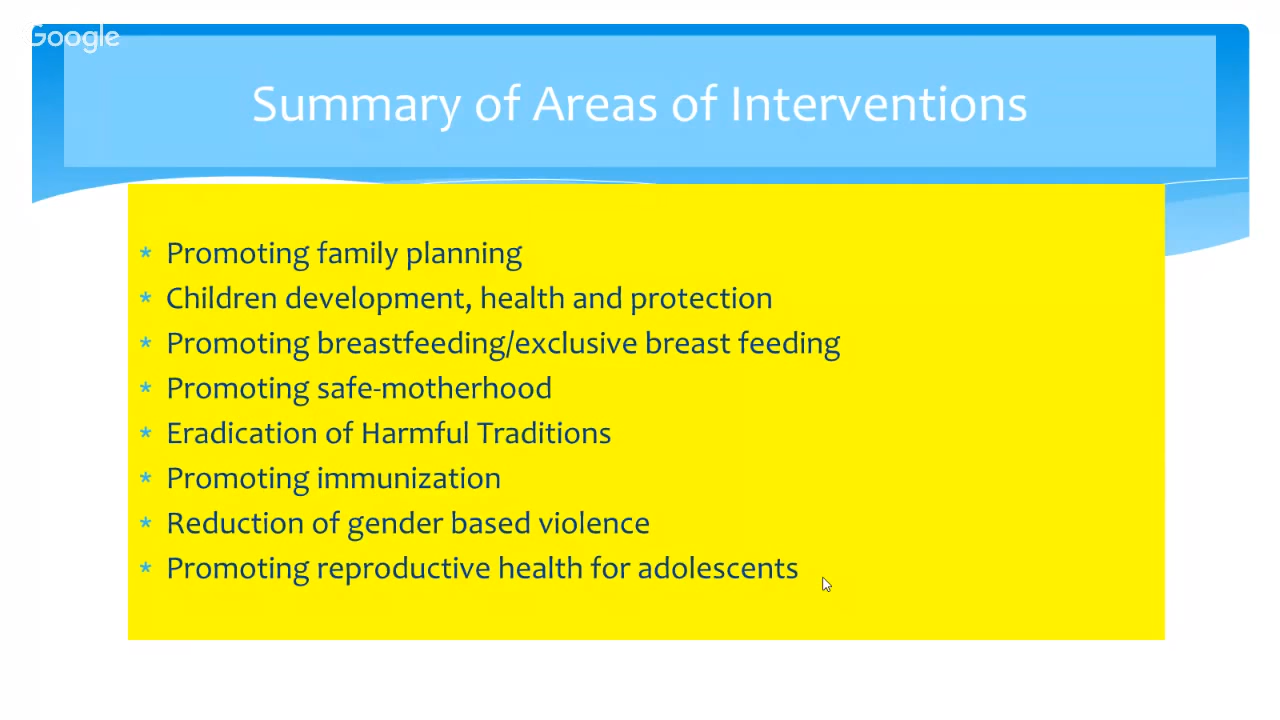 Google
Summary of Areas of Interventions
* Promoting family planning
* Children development, health and protection
* Promoting breastfeeding/exclusive breast feeding
* Promoting safe-motherhood
* Eradication of Harmful Traditions
* Promoting immunization
* Reduction of gender based violence
* Promoting reproductive health for adolescents